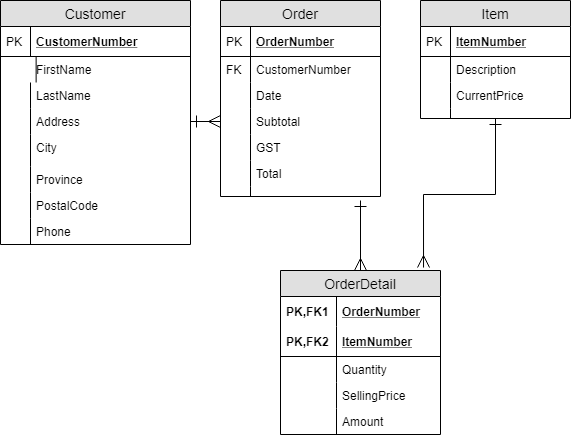 Customer
PK CustomerNumber
FirstName
LastName
Address
City
Province
PostalCode
Phone
Order
PK OrderNumber
FK CustomerNumber
Date
Subtotal
GST
Total
Item
PK ItemNumber
Description
CurrentPrice
OrderDetail
PK,FK1 OrderNumber
PK,FK2 ItemNumber
Quantity
SellingPrice
Amount